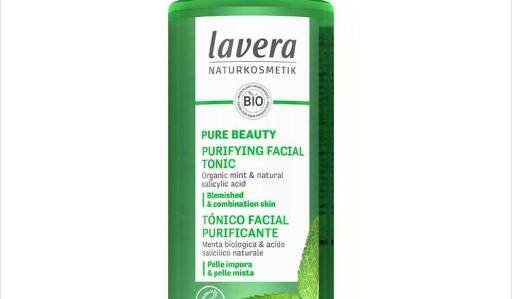 lavera
NATURKOSMETIK
BIO
PURE BEAUTY
PURIFYING FACIAL
TONIC
Organic mint & natural
salicylic acid
Blemished
& combination skin
TÓNICO FACIAL
PURIFICANTE
Menta biologica & acido
salicilico naturale
Pelle impura
& pelle mista